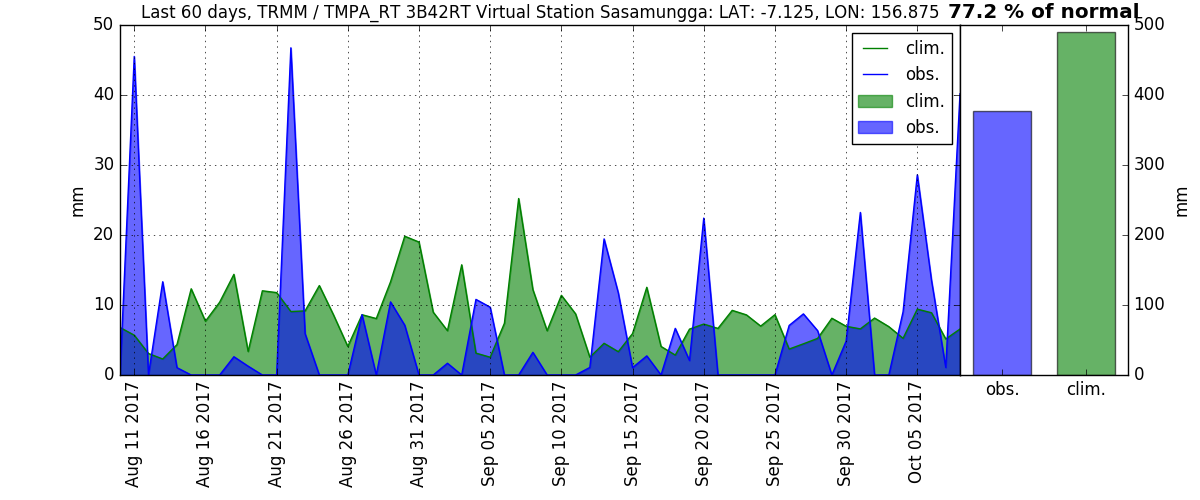 Last 60 days, TRMM / TMPA_RT 3B42RT Virtual Station Sasamungga: LAT: -7.125, LON: 156.875 77.2 % of normal
50
40
30
20
10
0
mm
clim.
obs.
clim.
obs.
500
400
300
200
100
0
mm
Aug 11 2017
Aug 16 2017
Aug 21 2017
Aug 26 2017
Aug 31 2017
Sep 05 2017
Sep 10 2017
Sep 15 2017
Sep 20 2017
Sep 25 2017
Sep 30 2017
Oct 05 2017
obs. clim.